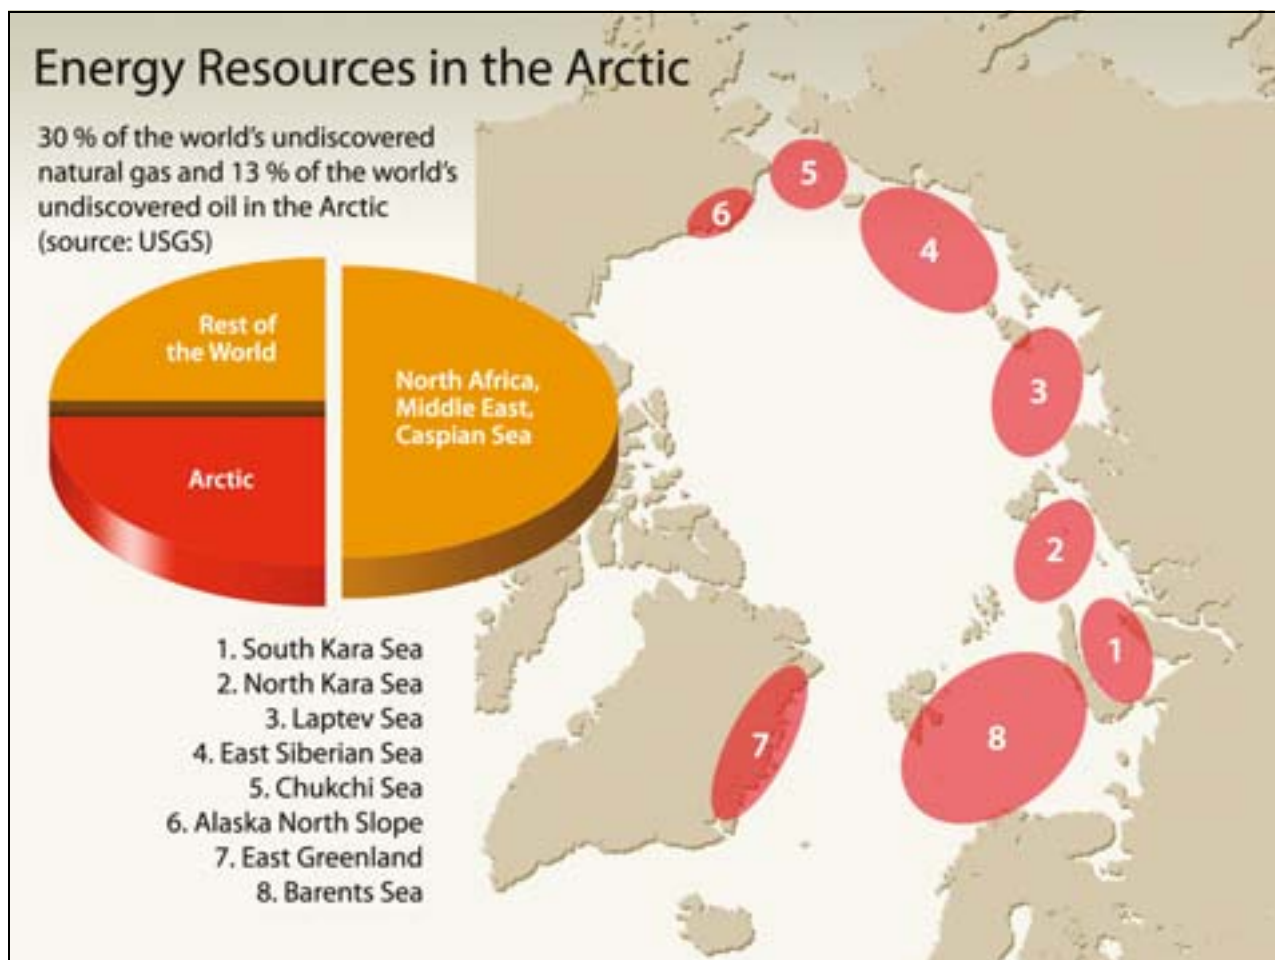 Energy Resources in the Arctic
30 % of the world's undiscovered
natural gas and 13 % of the world's
undiscovered oil in the Arctic
(source: USGS)
Rest of
the World
North Africa,
Middle East,
Caspian Sea
Arctic
1. South Kara Sea
2. North Kara Sea
3. Laptev Sea
4. East Siberian Sea
5. Chukchi Sea
6. Alaska North Slope
7. East Greenland
8. Barents Sea
5
6
4
3
2
1
8
7